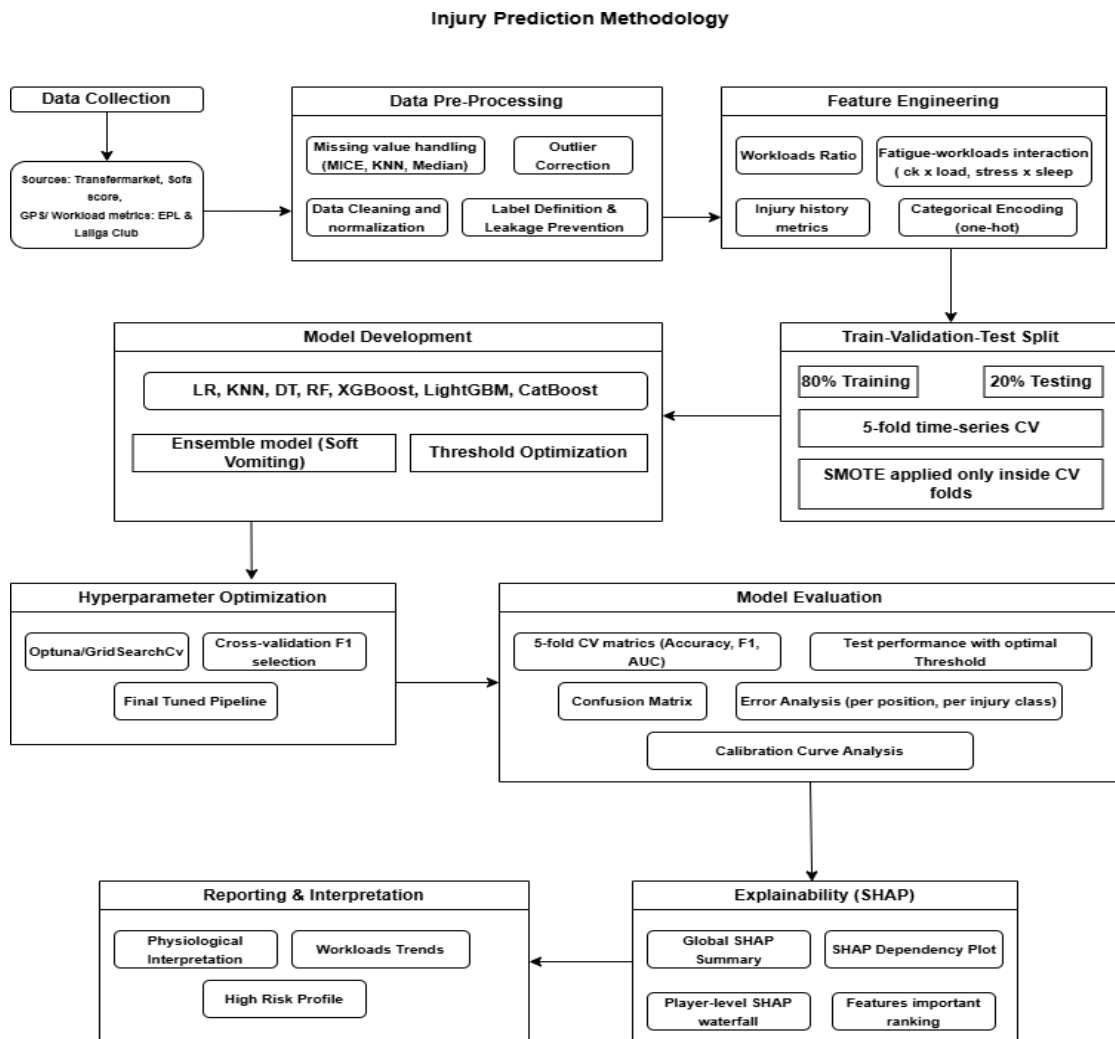 Injury Prediction Methodology
Data Collection
Sources: Transfermarket, Sofa
score,
GPS/ Workload metrics: EPL &
Laliga Club
Data Pre-Processing
Missing value handling
(MICE, KNN, Median)
Outlier
Correction
Data Cleaning and
normalization
Label Definition &
Leakage Prevention
Feature Engineering
Workloads Ratio
Fatigue-workloads interaction
( ck x load, stress x sleep
Injury history
metrics
Categorical Encoding
(one-hot)
Model Development
LR, KNN, DT, RF, XGBoost, LightGBM, CatBoost
Ensemble model (Soft
Vomiting)
Threshold Optimization
Train-Validation-Test Split
80% Training
20% Testing
5-fold time-series CV
SMOTE applied only inside CV
folds
Hyperparameter Optimization
Optuna/GridSearchCv
Cross-validation F1
selection
Final Tuned Pipeline
Model Evaluation
5-fold CV matrics (Accuracy, F1,
AUC)
Test performance with optimal
Threshold
Confusion Matrix
Error Analysis (per position, per injury class)
Calibration Curve Analysis
Reporting & Interpretation
Physiological
Interpretation
Workloads Trends
High Risk Profile
Explainability (SHAP)
Global SHAP
Summary
SHAP Dependency Plot
Player-level SHAP
waterfall
Features important
ranking